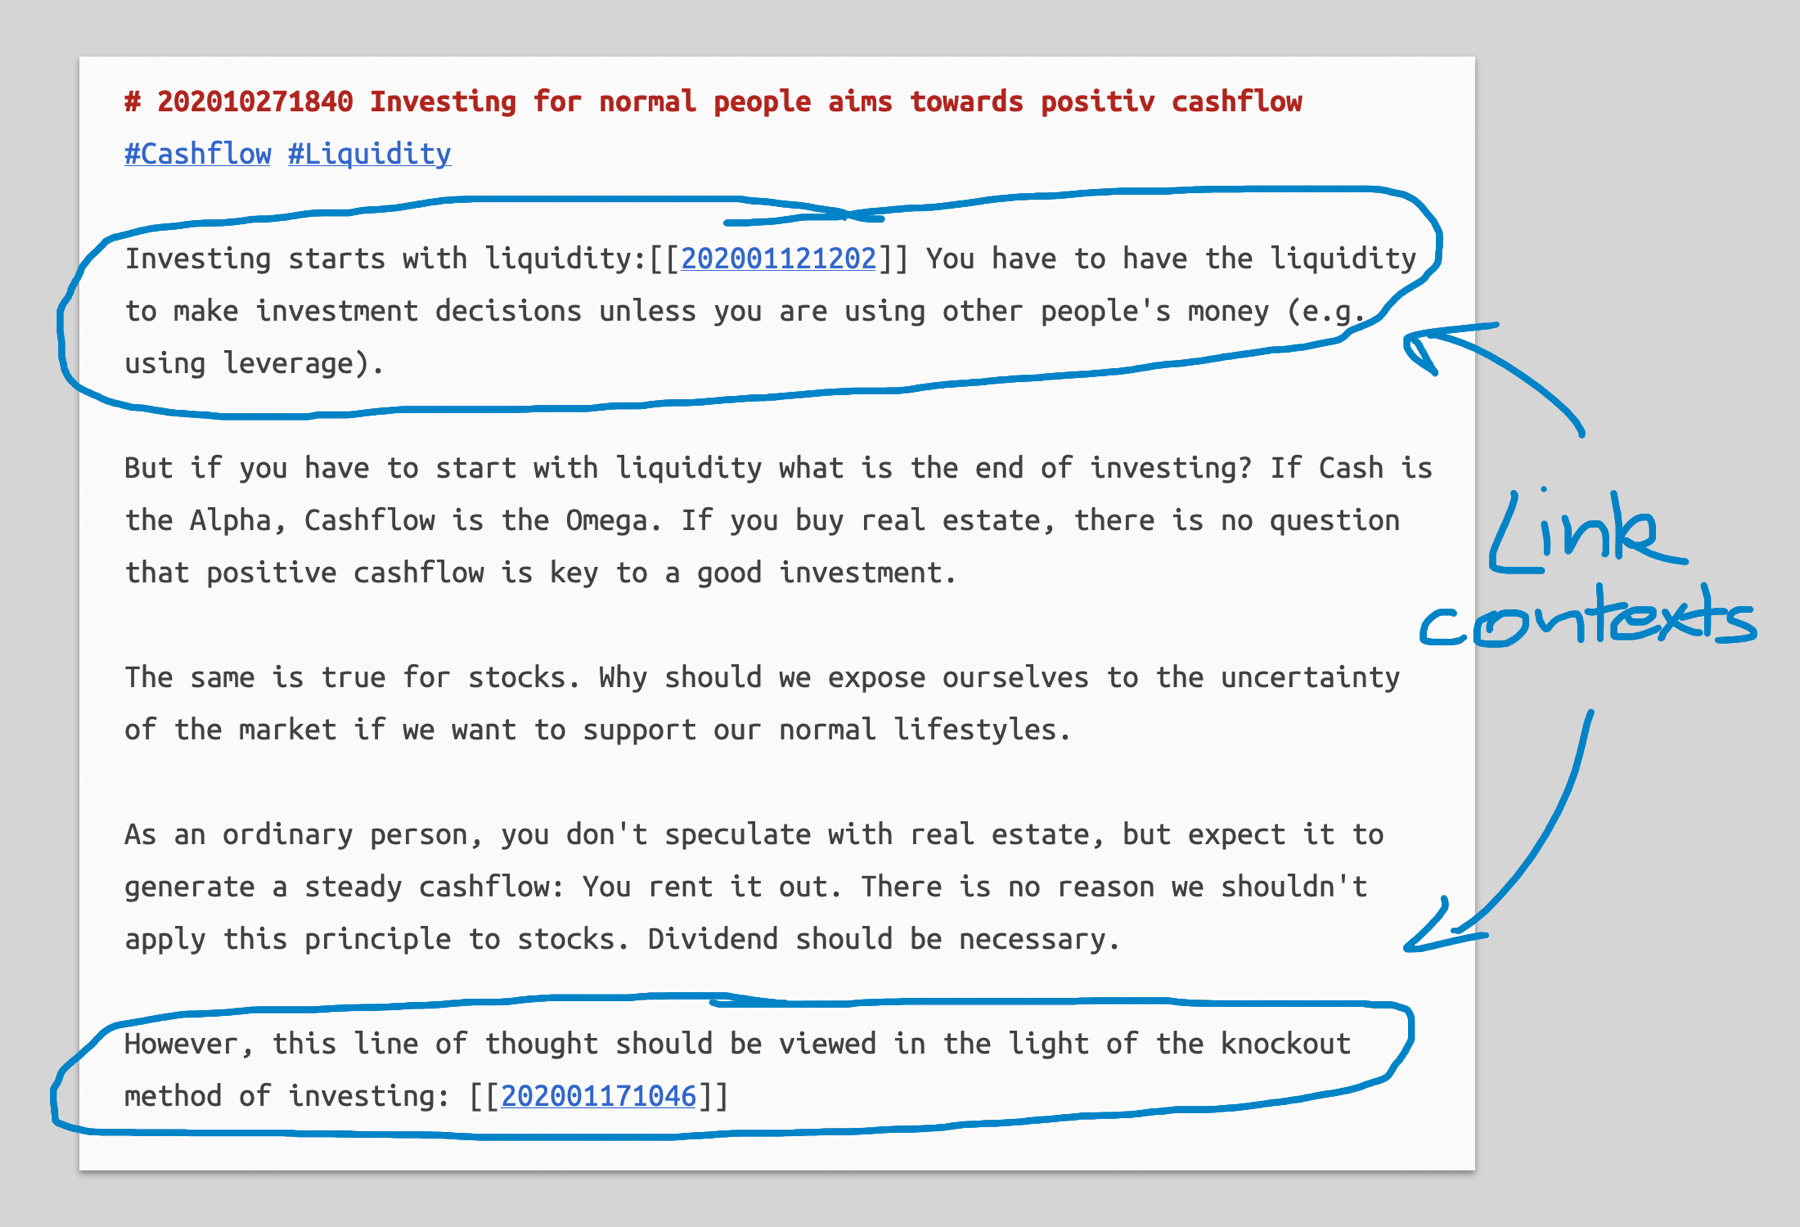 # 202010271840 Investing for normal people aims towards positiv cashflow
#Cashflow #Liquidity
Investing starts with liquidity:[[202001121202]] You have to have the liquidity
to make investment decisions unless you are using other people's money (e.g.
using leverage).
But if you have to start with liquidity what is the end of investing? If Cash is
the Alpha, Cashflow is the Omega. If you buy real estate, there is no question
that positive cashflow is key to a good investment.
The same is true for stocks. Why should we expose ourselves to the uncertainty
of the market if we want to support our normal lifestyles.
As an ordinary person, you don't speculate with real estate, but expect it to
generate a steady cashflow: You rent it out. There is no reason we shouldn't
apply this principle to stocks. Dividend should be necessary.
However, this line of thought should be viewed in the light of the knockout
method of investing: [[202001171046]]
Link
contexts